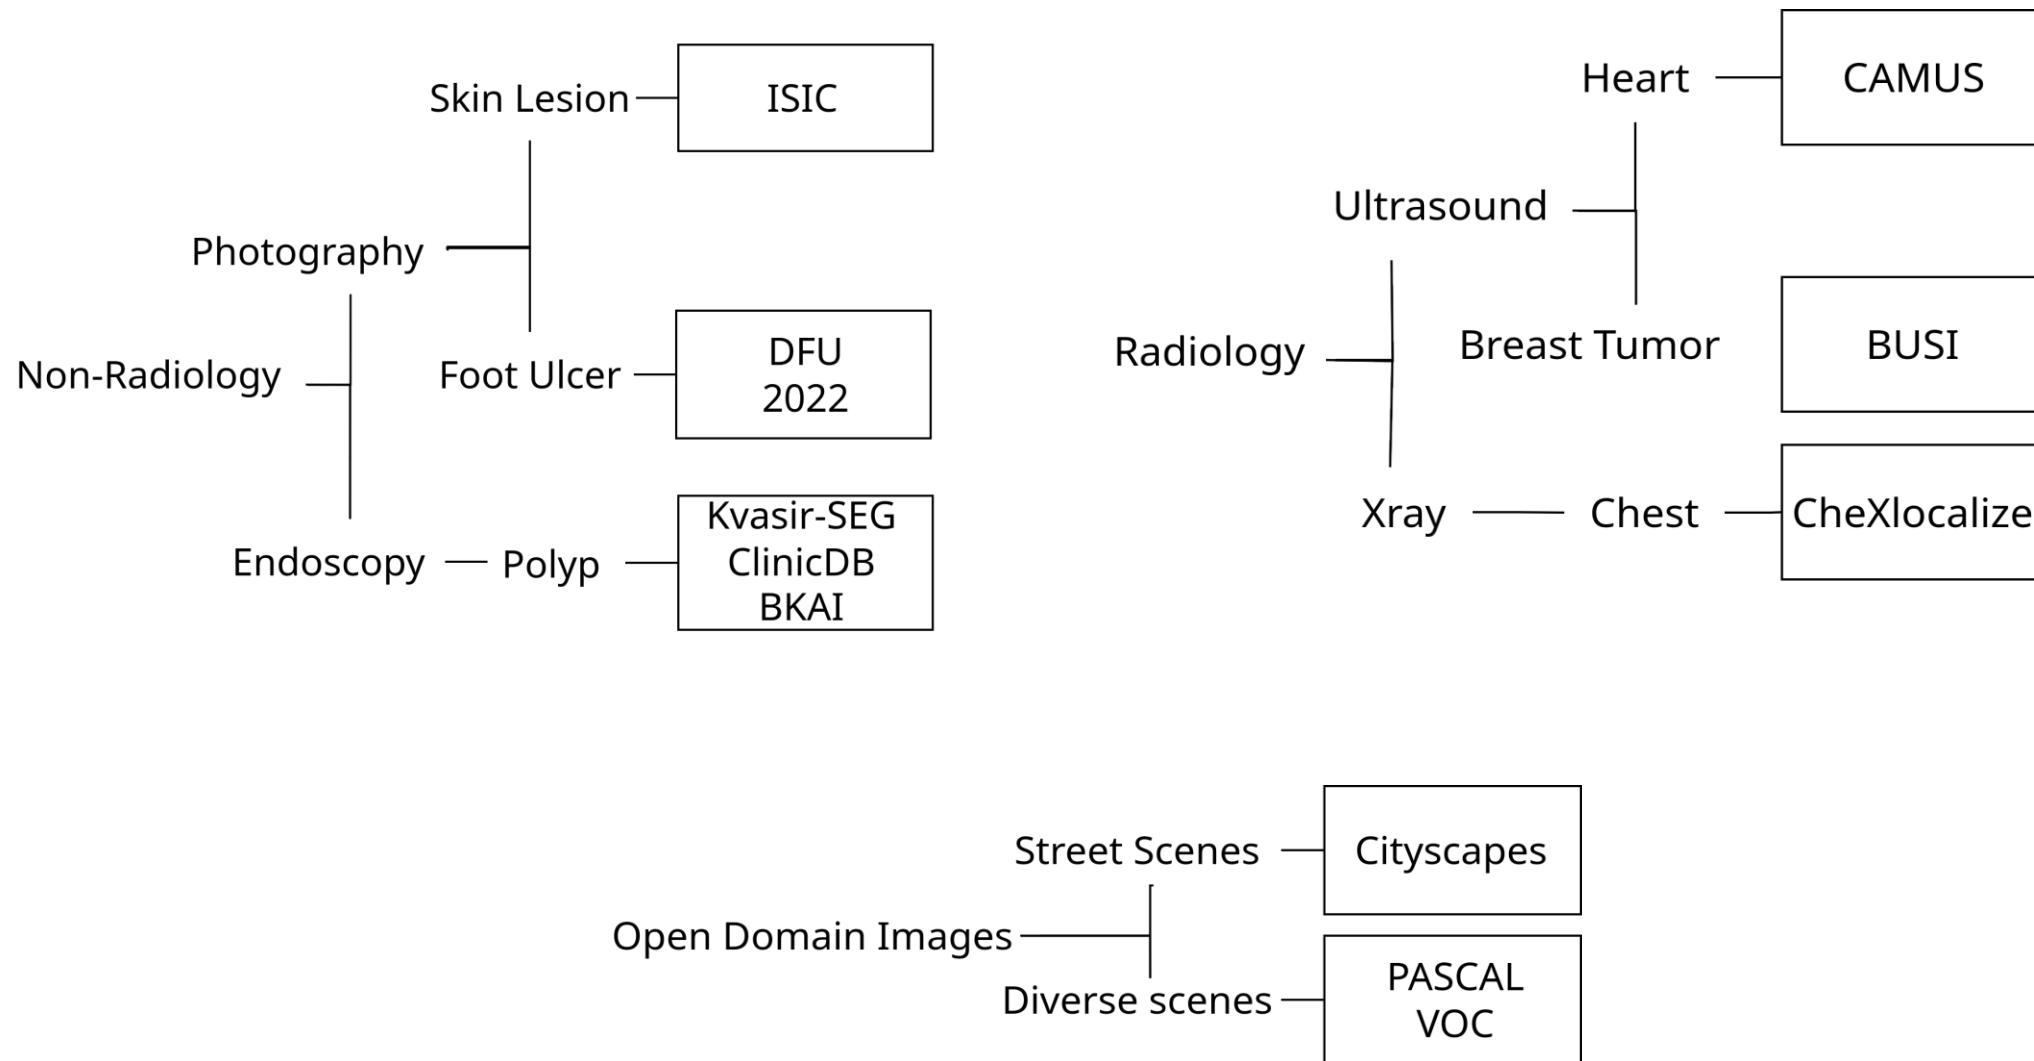 Skin Lesion
ISIC
Photography
Non-Radiology
Foot Ulcer
DFU
2022
Endoscopy
Polyp
Kvasir-SEG
ClinicDB
BKAI
Heart
CAMUS
Ultrasound
Radiology
Breast Tumor
BUSI
Xray
Chest
CheXlocalize
Street Scenes
Cityscapes
Open Domain Images
Diverse scenes
PASCAL
VOC